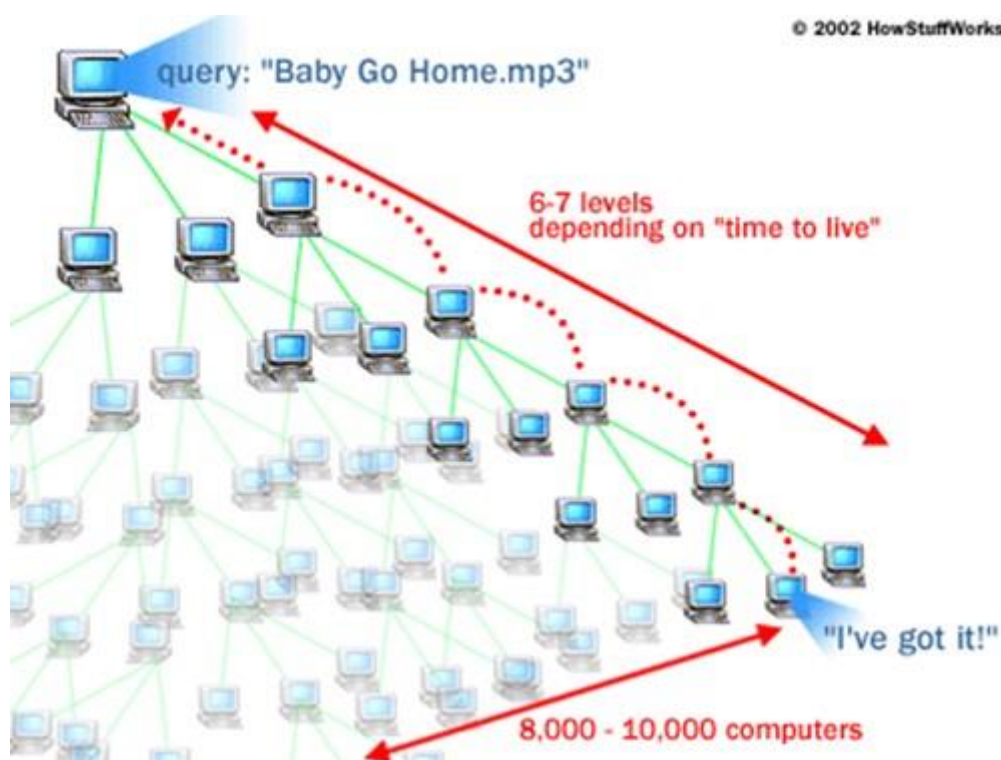 © 2002 HowStuffWorks
query: "Baby Go Home.mp3"
6-7 levels
depending on "time to live"
"I've got it!"
8,000 - 10,000 computers